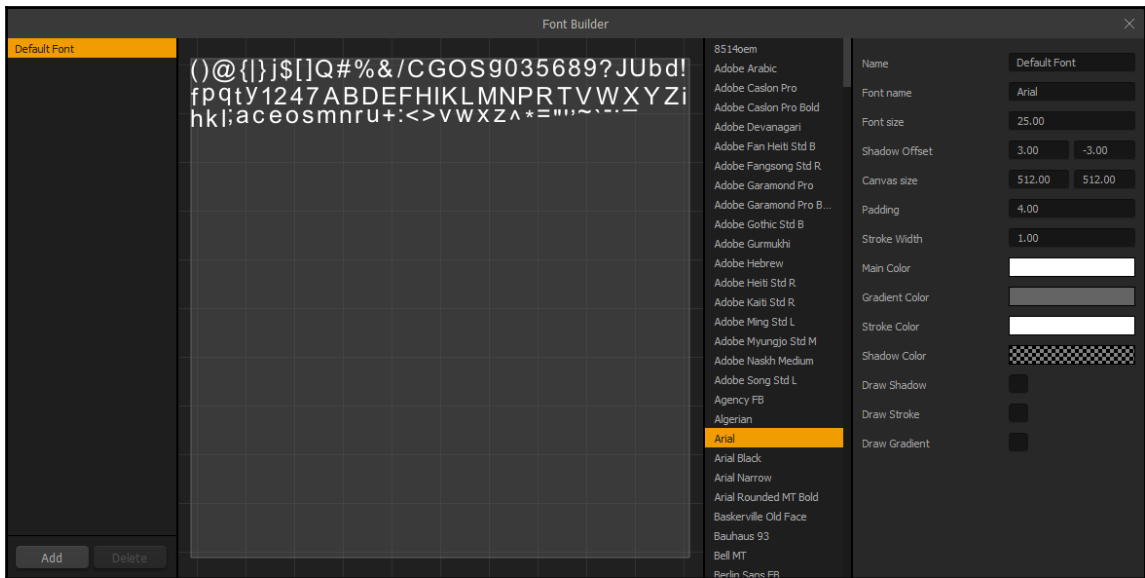 Font Builder
Default Font
Add
Delete
()@{|}j$[]Q#%&/CGOS9035689?JUbd!
fpqty1247ABDEFHIKLMNPRTVWXYZi
hkl;aceosmnru+:<>vwxz^*="',~`-._
8514oem
Adobe Arabic
Adobe Caslon Pro
Adobe Caslon Pro Bold
Adobe Devanagari
Adobe Fan Heiti Std B
Adobe Fangsong Std R
Adobe Garamond Pro
Adobe Garamond Pro B...
Adobe Gothic Std B
Adobe Gurmukhi
Adobe Hebrew
Adobe Heiti Std R
Adobe Kaiti Std R
Adobe Ming Std L
Adobe Myungjo Std M
Adobe Naskh Medium
Adobe Song Std L
Agency FB
Algerian
Arial
Arial Black
Arial Narrow
Arial Rounded MT Bold
Baskerville Old Face
Bauhaus 93
Bell MT
Berlin Sans FB
Name Default Font
Font name Arial
Font size 25.00
Shadow Offset 3.00 -3.00
Canvas size 512.00 512.00
Padding 4.00
Stroke Width 1.00
Main Color
Gradient Color
Stroke Color
Shadow Color
Draw Shadow
Draw Stroke
Draw Gradient